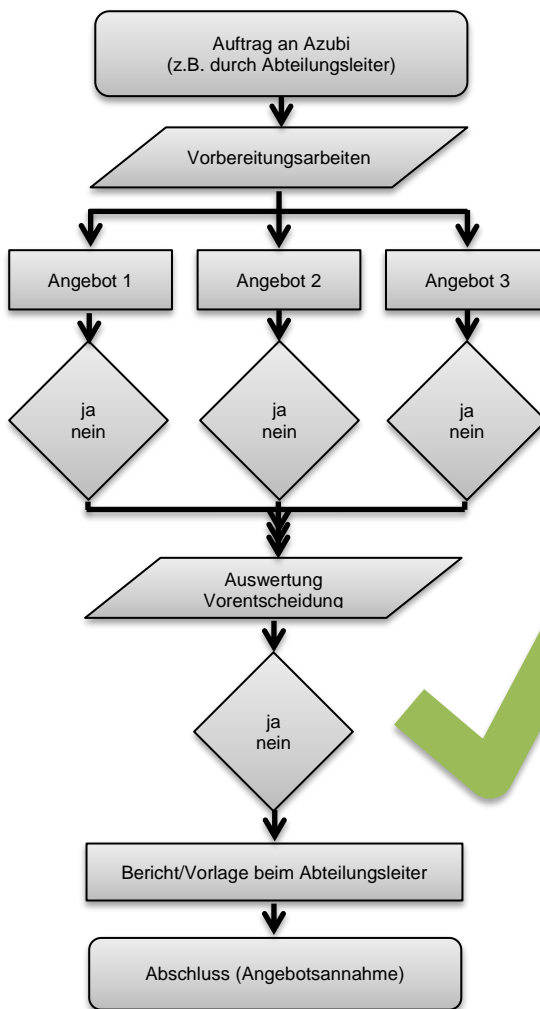 Auftrag an Azubi
(z.B. durch Abteilungsleiter)
Vorbereitungsarbeiten
Angebot 1
Angebot 2
Angebot 3
ja
nein
ja
nein
ja
nein
Auswertung
Vorentscheidung
ja
nein
Bericht/Vorlage beim Abteilungsleiter
Abschluss (Angebotsannahme)